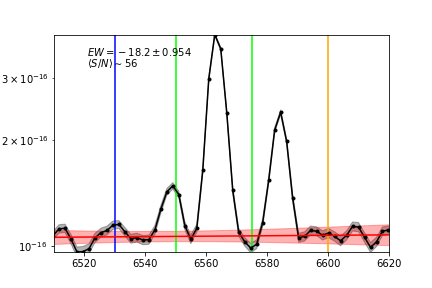 EW = −18.2 ± 0.954
⟨S/N⟩ ~ 56
3 × 10⁻¹⁶
2 × 10⁻¹⁶
10⁻¹⁶
6520 6540 6560 6580 6600 6620